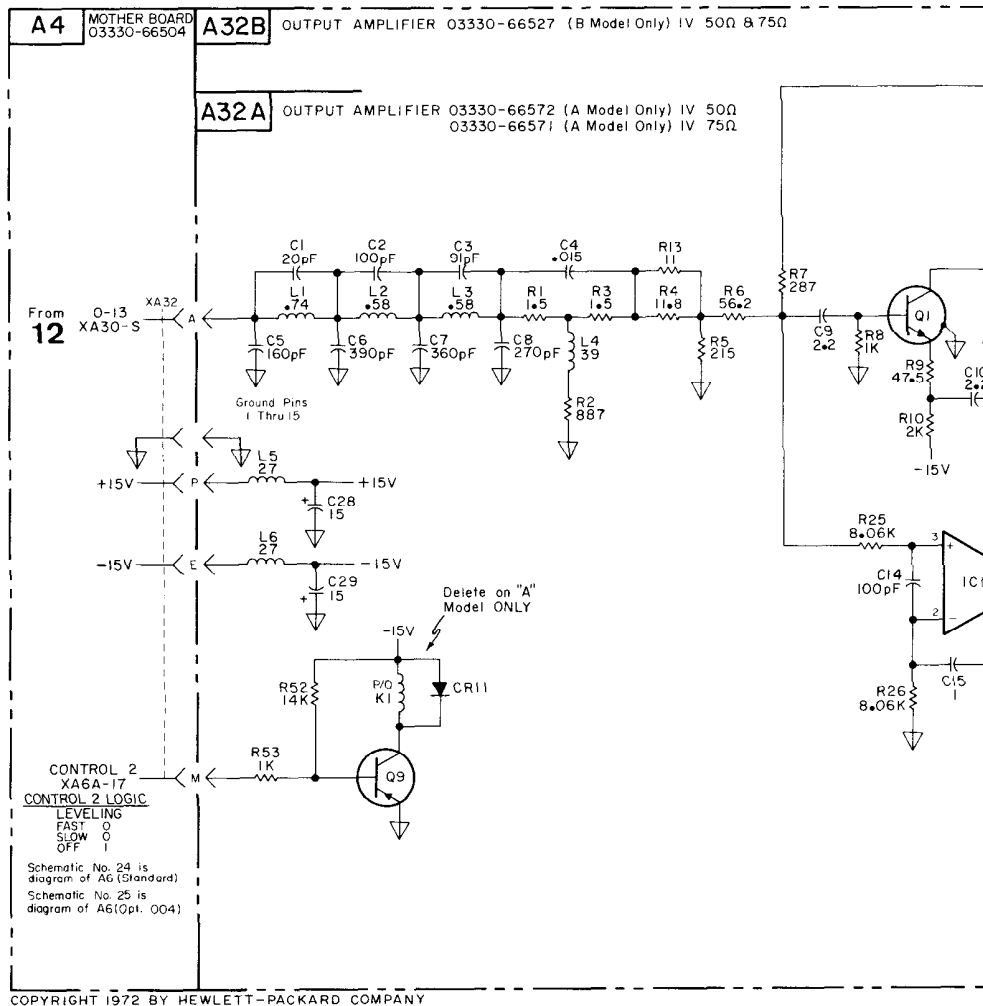 A4
MOTHER BOARD
03330-66504
A32B
OUTPUT AMPLIFIER 03330-66527 (B Model Only) 1V 50Ω & 75Ω
A32A
OUTPUT AMPLIFIER 03330-66572 (A Model Only) 1V 50Ω
03330-66571 (A Model Only) 1V 75Ω
C1
20pF
C2
100pF
C3
91pF
C4
.015
R13
11
L1
.74
L2
.58
L3
.58
R1
1.5
R3
1.5
R4
11.8
R6
56.2
R7
287
From
12
0-13
XA30-S
XA32
A
C5
160pF
C6
390pF
C7
360pF
C8
270pF
L4
39
R5
215
C9
2.2
R8
1K
Q1
R9
47.5
R2
887
R10
2K
-15V
Ground Pins
1 Thru 15
+15V
P
L5
27
+15V
+
C28
15
-15V
E
L6
27
-15V
+
C29
15
R25
8.06K
3
+
C14
100pF
IC1
2
-
C15
1
R26
8.06K
Delete on "A"
Model ONLY
-15V
R52
14K
P/O
K1
CR11
R53
1K
Q9
CONTROL 2
XA6A-17
M
CONTROL 2 LOGIC
LEVELING
FAST 0
SLOW 0
OFF 1
Schematic No. 24 is
diagram of A6 (Standard)
Schematic No. 25 is
diagram of A6(Opt. 004)
COPYRIGHT 1972 BY HEWLETT-PACKARD COMPANY